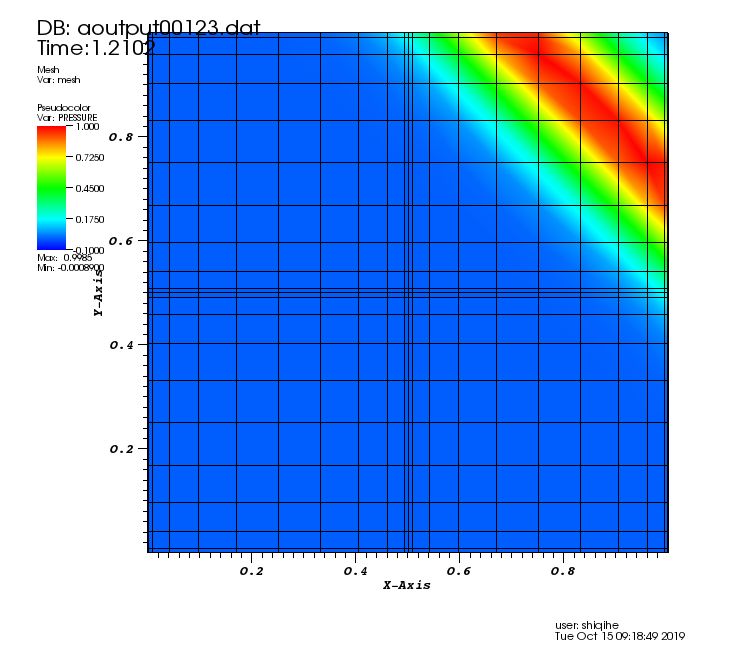 DB: aoutput00123.dat
Time:1.2102
Mesh
Var: mesh
Pseudocolor
Var: PRESSURE
1.000
0.7250
0.4500
0.1750
-0.1000
Max: 0.9985
Min: -0.0008900
Y-Axis
0.8
0.6
0.4
0.2
0.2 0.4 0.6 0.8
X-Axis
user: shiqihe
Tue Oct 15 09:18:49 2019